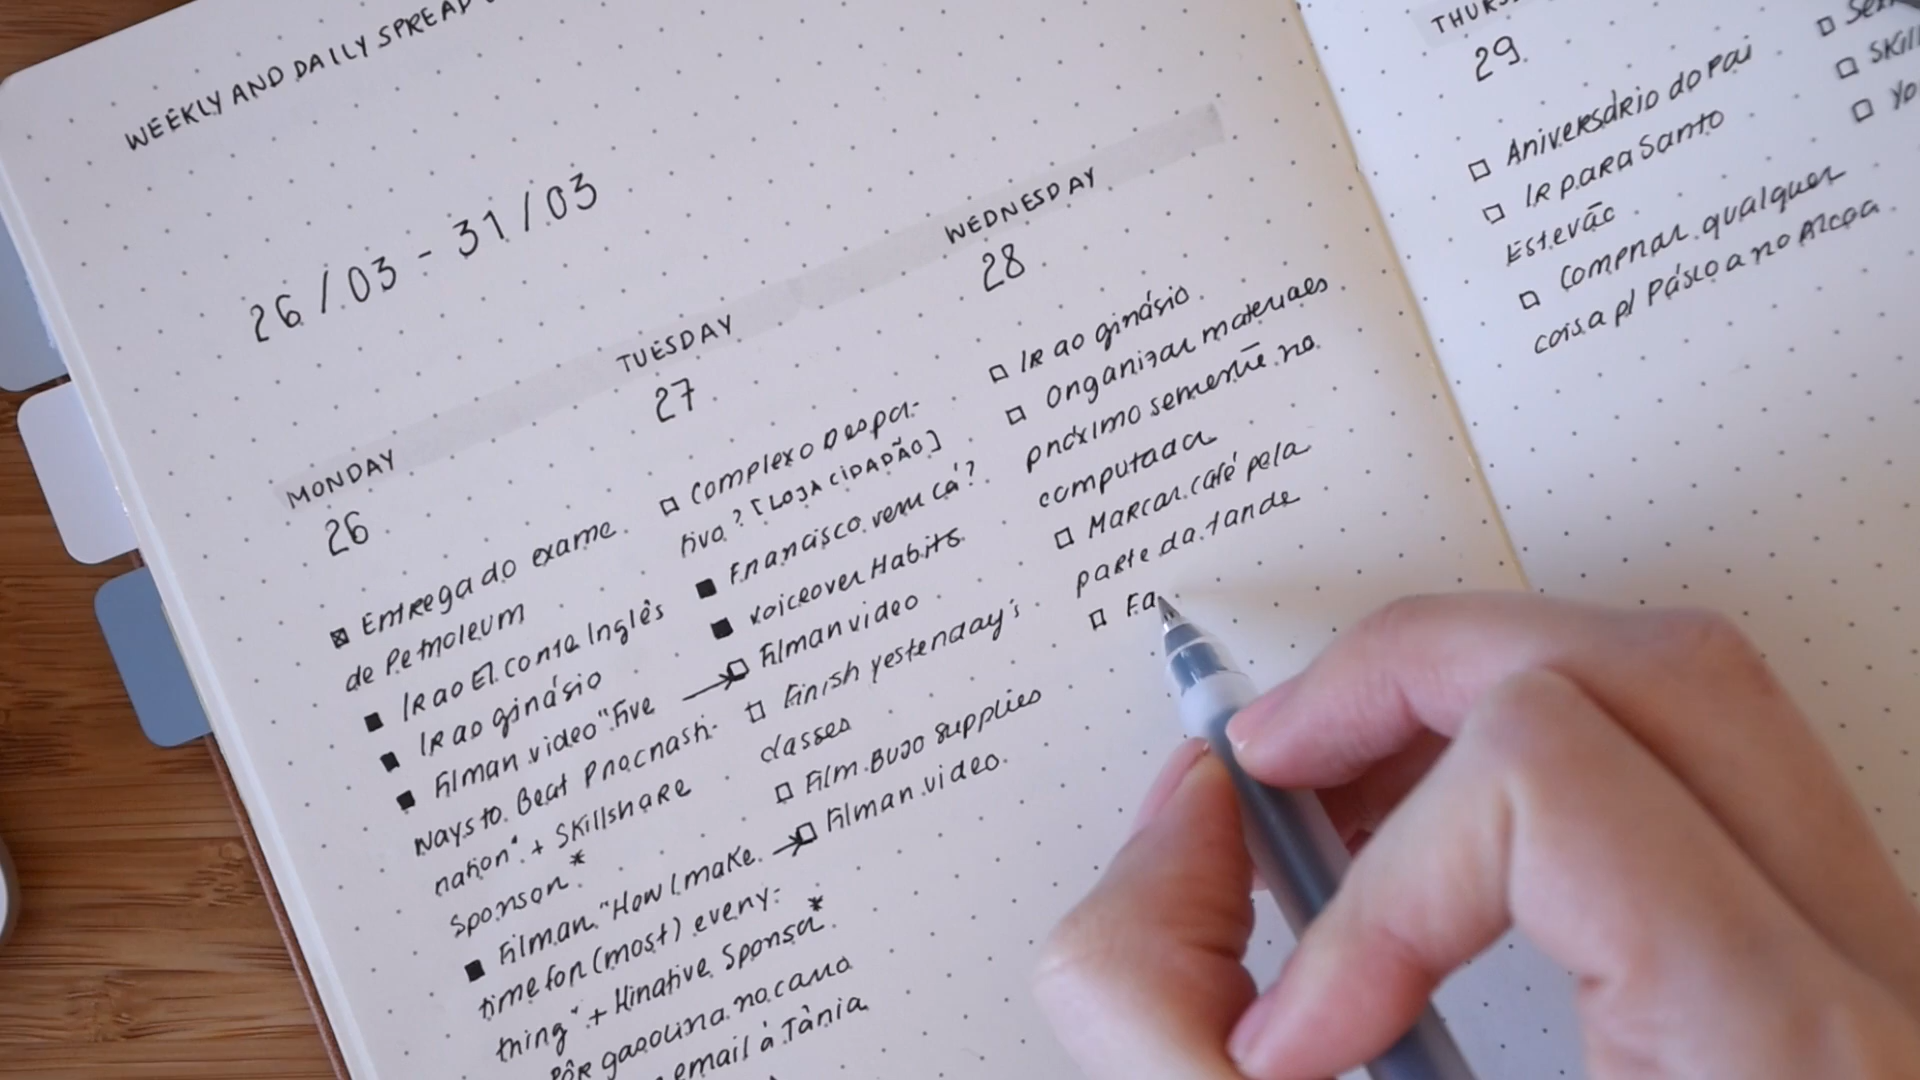 WEEKLY AND DAILY SPREAD
26/03 - 31/03
MONDAY
26
Entrega do exame
de Petroleum
IR ao El Corte Inglês
IR ao ginásio
Filmar video "Five
ways to Beat Procrasti-
nation" + Skillshare
Sponsor*
Filmar "How I make
time for (most) every-
thing" + Hinative Sponsor*
Pôr gasolina no carro
email à Tânia
TUESDAY
27
Complexo Despor-
tivo? [LOJA CIDADÃO]
Francisco vem cá?
Voiceover Habits
Filmar video
Finish yesterday's
classes
Film BUJO supplies
Filmar video
WEDNESDAY
28
IR ao ginásio
Organizar materiais
próximo semestre no
computador
Marcar café pela
parte da tarde
Fa
29
Aniversário do Pai
IR para Santo
Estevão
Comprar qualquer
coisa p/ Páscoa no Alcoa